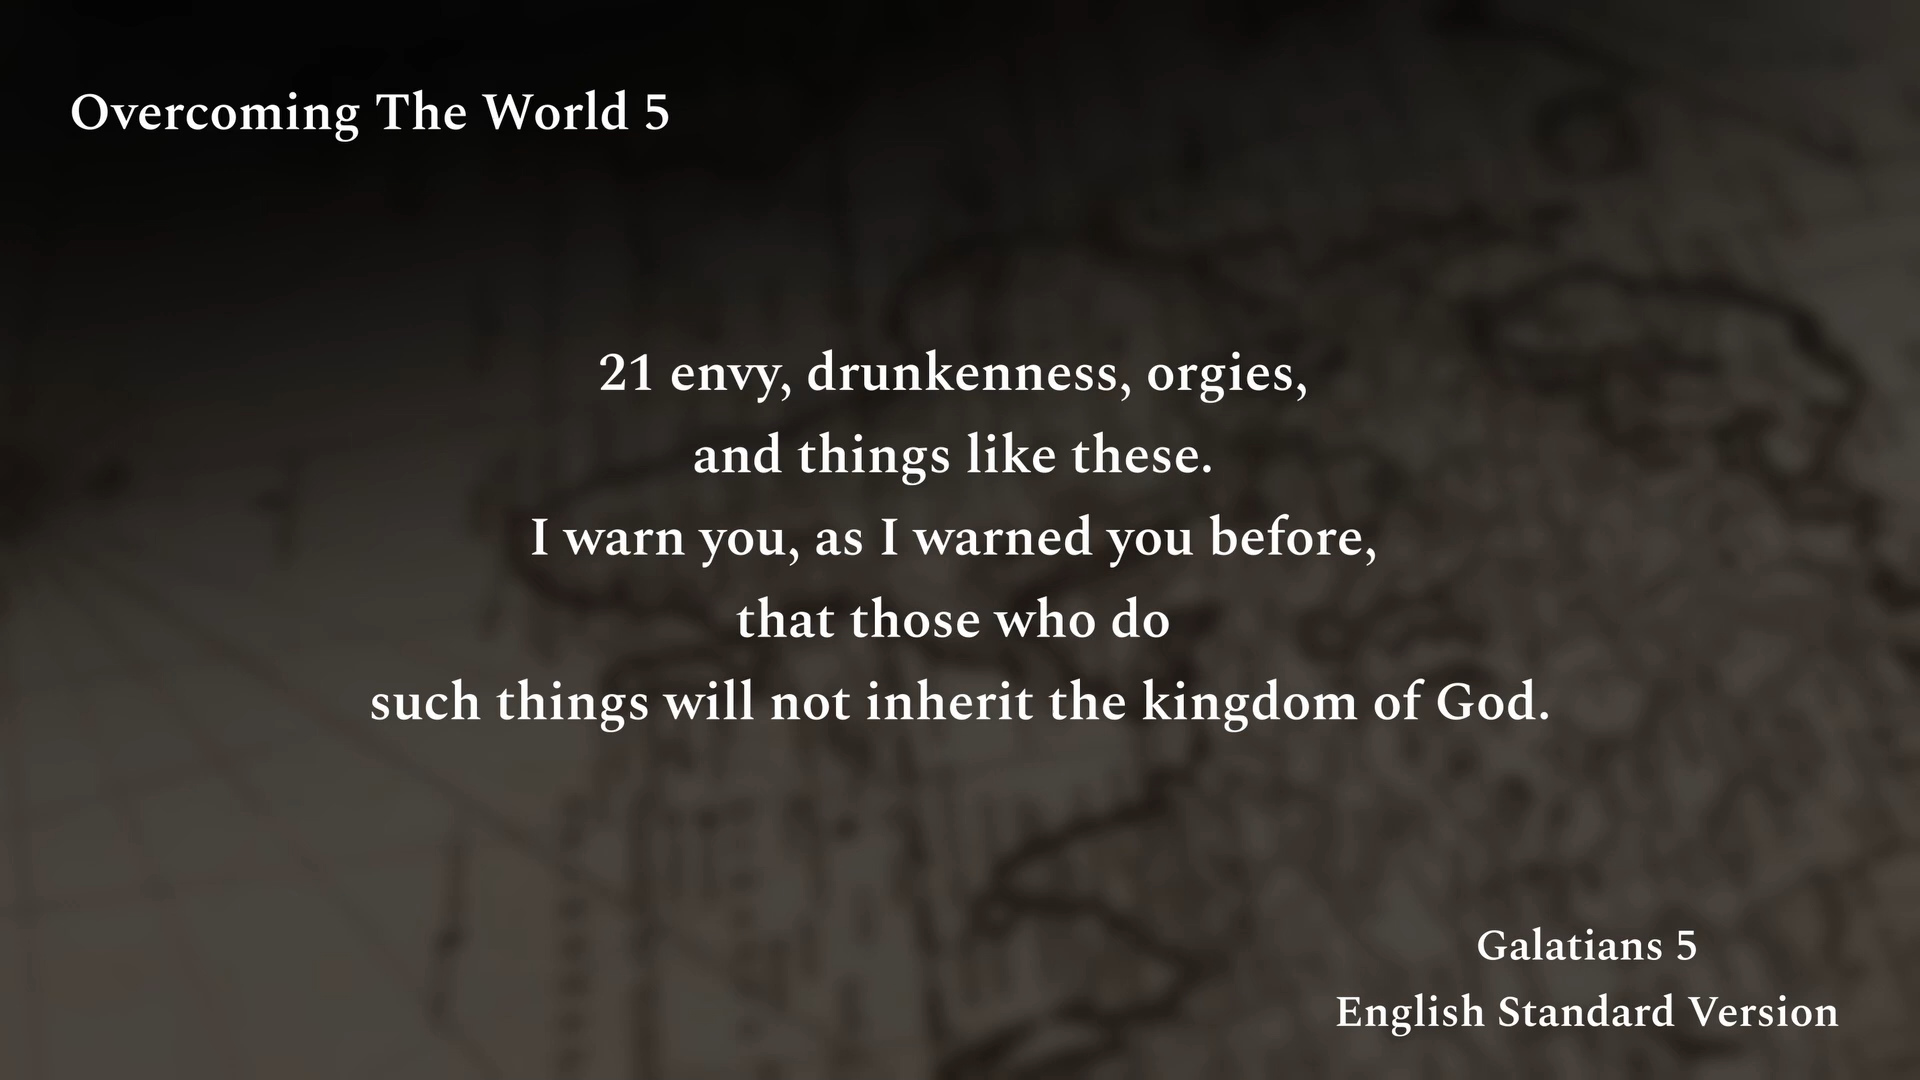 Overcoming The World 5
21 envy, drunkenness, orgies,
and things like these.
I warn you, as I warned you before,
that those who do
such things will not inherit the kingdom of God.
Galatians 5
English Standard Version